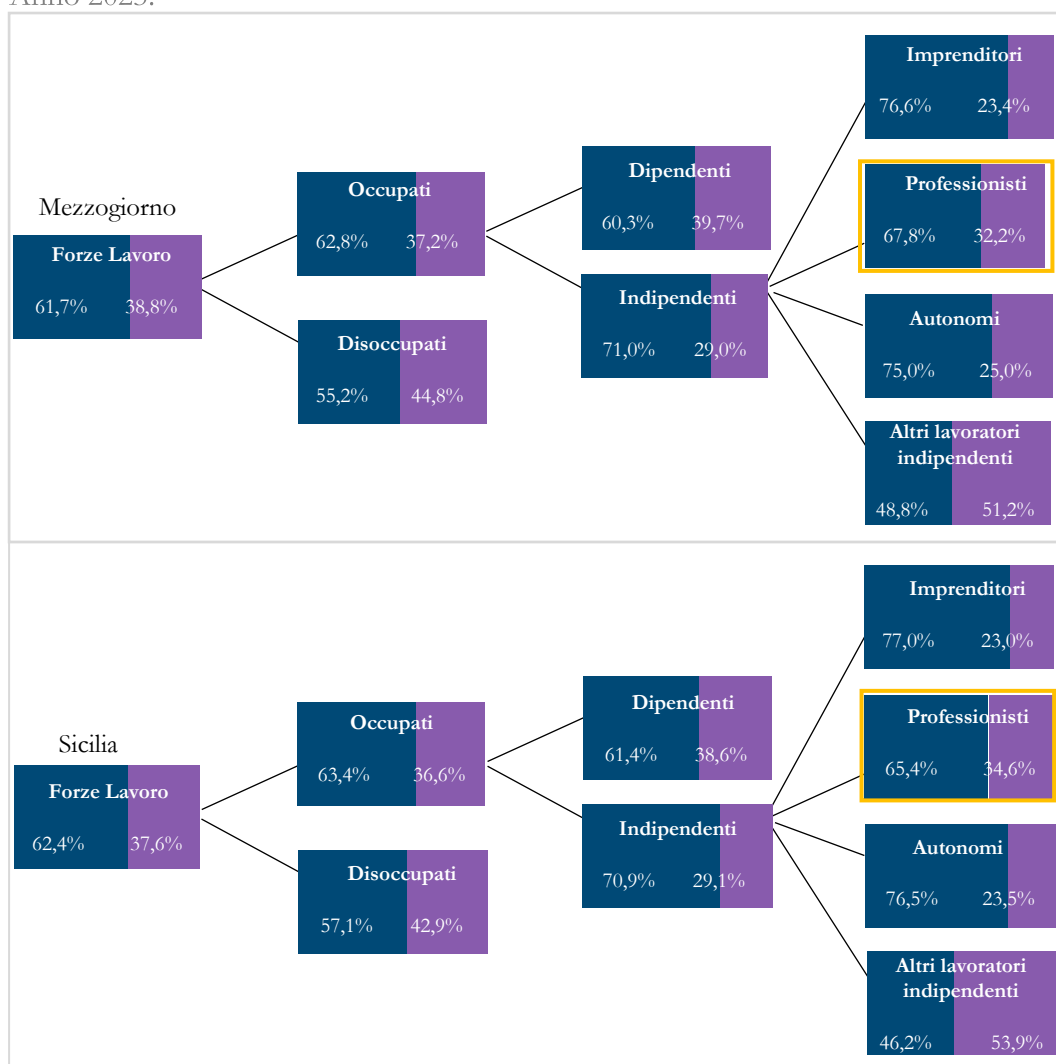 Anno 2023.
Mezzogiorno
Forze Lavoro
61,7% 38,8%
Occupati
62,8% 37,2%
Disoccupati
55,2% 44,8%
Dipendenti
60,3% 39,7%
Indipendenti
71,0% 29,0%
Imprenditori
76,6% 23,4%
Professionisti
67,8% 32,2%
Autonomi
75,0% 25,0%
Altri lavoratori
indipendenti
48,8% 51,2%
Sicilia
Forze Lavoro
62,4% 37,6%
Occupati
63,4% 36,6%
Disoccupati
57,1% 42,9%
Dipendenti
61,4% 38,6%
Indipendenti
70,9% 29,1%
Imprenditori
77,0% 23,0%
Professionisti
65,4% 34,6%
Autonomi
76,5% 23,5%
Altri lavoratori
indipendenti
46,2% 53,9%